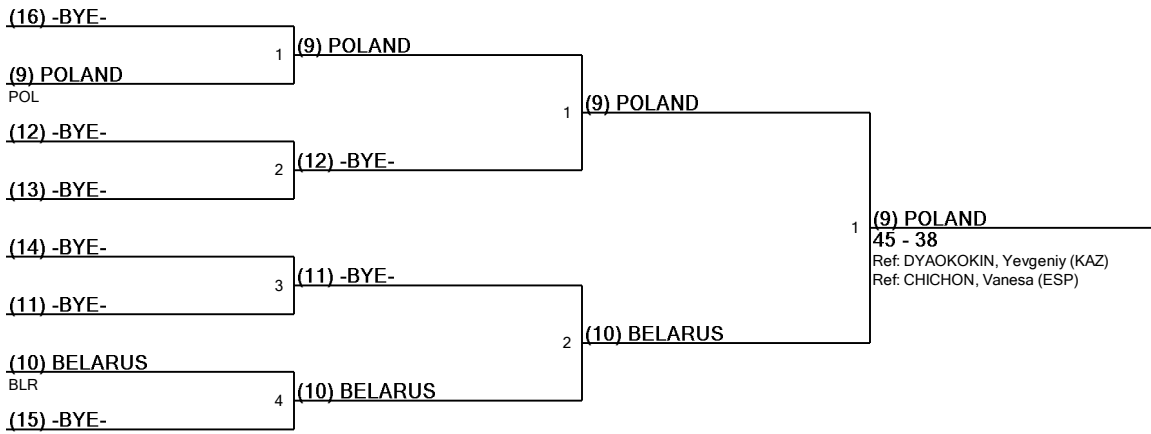 (16) -BYE-
1
(9) POLAND
(9) POLAND
POL
1
(9) POLAND
(12) -BYE-
2
(12) -BYE-
(13) -BYE-
1
(9) POLAND
45 - 38
Ref: DYAOKOKIN, Yevgeniy (KAZ)
Ref: CHICHON, Vanesa (ESP)
(14) -BYE-
3
(11) -BYE-
(11) -BYE-
2
(10) BELARUS
(10) BELARUS
BLR
4
(10) BELARUS
(15) -BYE-